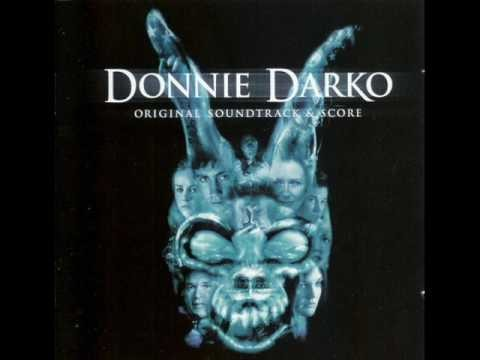 DONNIE DARKO
ORIGINAL SOUNDTRACK & SCORE